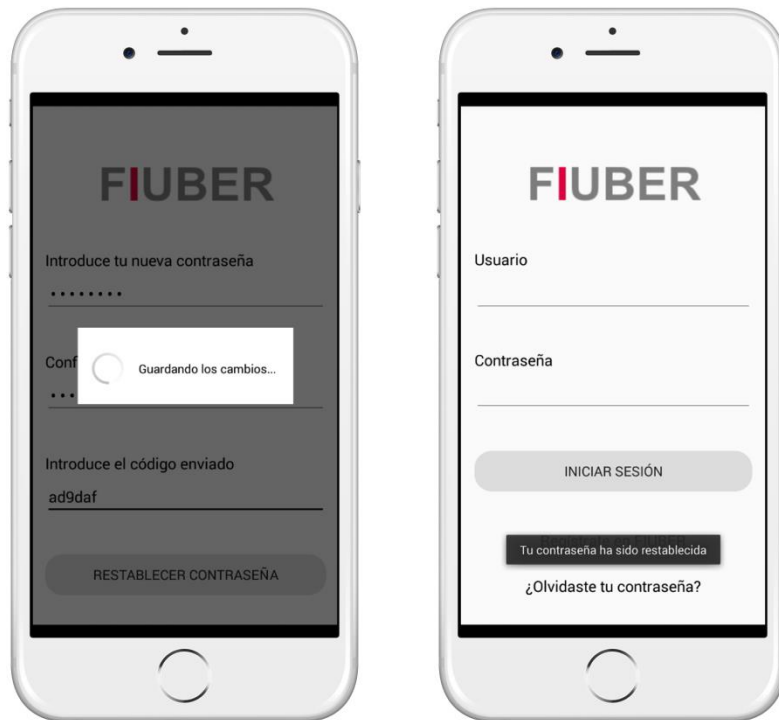 FIUBER
Introduce tu nueva contraseña
........
Conf
...
Guardando los cambios...
Introduce el código enviado
ad9daf
RESTABLECER CONTRASEÑA
FIUBER
Usuario
Contraseña
INICIAR SESIÓN
Tu contraseña ha sido restablecida
¿Olvidaste tu contraseña?